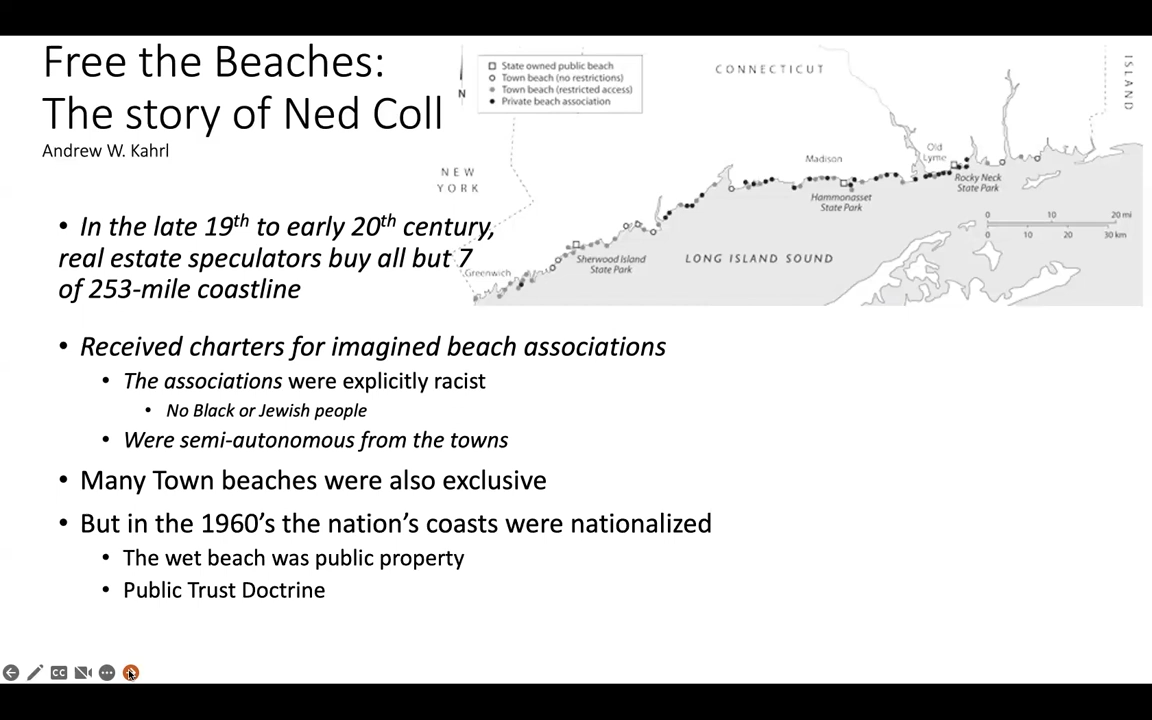 Free the Beaches:
The story of Ned Coll
Andrew W. Kahrl
• In the late 19th to early 20th century,
real estate speculators buy all but 7
of 253-mile coastline
• Received charters for imagined beach associations
• The associations were explicitly racist
• No Black or Jewish people
• Were semi-autonomous from the towns
• Many Town beaches were also exclusive
• But in the 1960’s the nation’s coasts were nationalized
• The wet beach was public property
• Public Trust Doctrine
N
State owned public beach
Town beach (no restrictions)
Town beach (restricted access)
Private beach association
CONNECTICUT
ISLAND
NEW
YORK
Madison
Old
Lyme
Rocky Neck
State Park
Hammonasset
State Park
Sherwood Island
State Park
Greenwich
LONG ISLAND SOUND
0 10 20 mi
0 10 20 30 km
CC